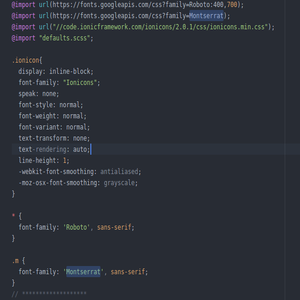 @import url(https://fonts.googleapis.com/css?family=Roboto:400,700);
@import url(https://fonts.googleapis.com/css?family=Montserrat);
@import url("//code.ionicframework.com/ionicons/2.0.1/css/ionicons.min.css");
@import "defaults.scss";
.ionicon{
display: inline-block;
font-family: "Ionicons";
speak: none;
font-style: normal;
font-weight: normal;
font-variant: normal;
text-transform: none;
text-rendering: auto;
line-height: 1;
-webkit-font-smoothing: antialiased;
-moz-osx-font-smoothing: grayscale;
}
* {
font-family: 'Roboto', sans-serif;
}
.m {
font-family: 'Montserrat', sans-serif;
}
// *******************